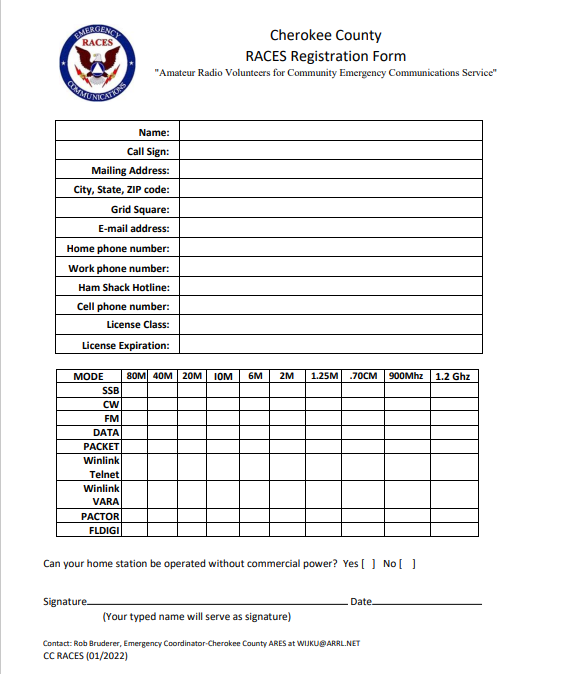 EMERGENCY
RACES
COMMUNICATIONS
Cherokee County
RACES Registration Form
"Amateur Radio Volunteers for Community Emergency Communications Service"
Name:
Call Sign:
Mailing Address:
City, State, ZIP code:
Grid Square:
E-mail address:
Home phone number:
Work phone number:
Ham Shack Hotline:
Cell phone number:
License Class:
License Expiration:
MODE 80M 40M 20M IOM 6M 2M 1.25M .70CM 900Mhz 1.2 Ghz
SSB
CW
FM
DATA
PACKET
Winlink
Telnet
Winlink
VARA
PACTOR
FLDIGI
Can your home station be operated without commercial power? Yes [ ] No [ ]
Signature Date
(Your typed name will serve as signature)
Contact: Rob Bruderer, Emergency Coordinator-Cherokee County ARES at WIJKU@ARRL.NET
CC RACES (01/2022)